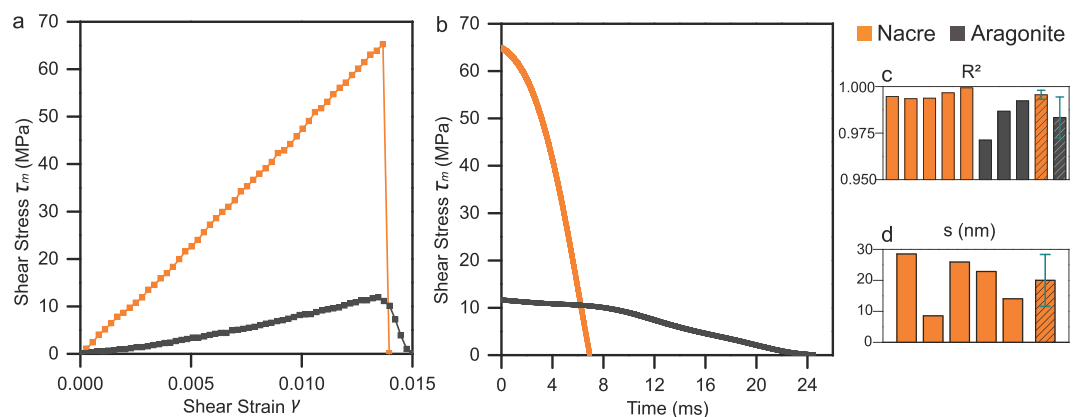 a
Shear Stress τm (MPa)
70
60
50
40
30
20
10
0
0.000 0.005 0.010 0.015
Shear Strain γ
b
Shear Stress τm (MPa)
70
60
50
40
30
20
10
0
0 4 8 12 16 20 24
Time (ms)
Nacre Aragonite
c R²
1.000
0.975
0.950
d s (nm)
30
20
10
0